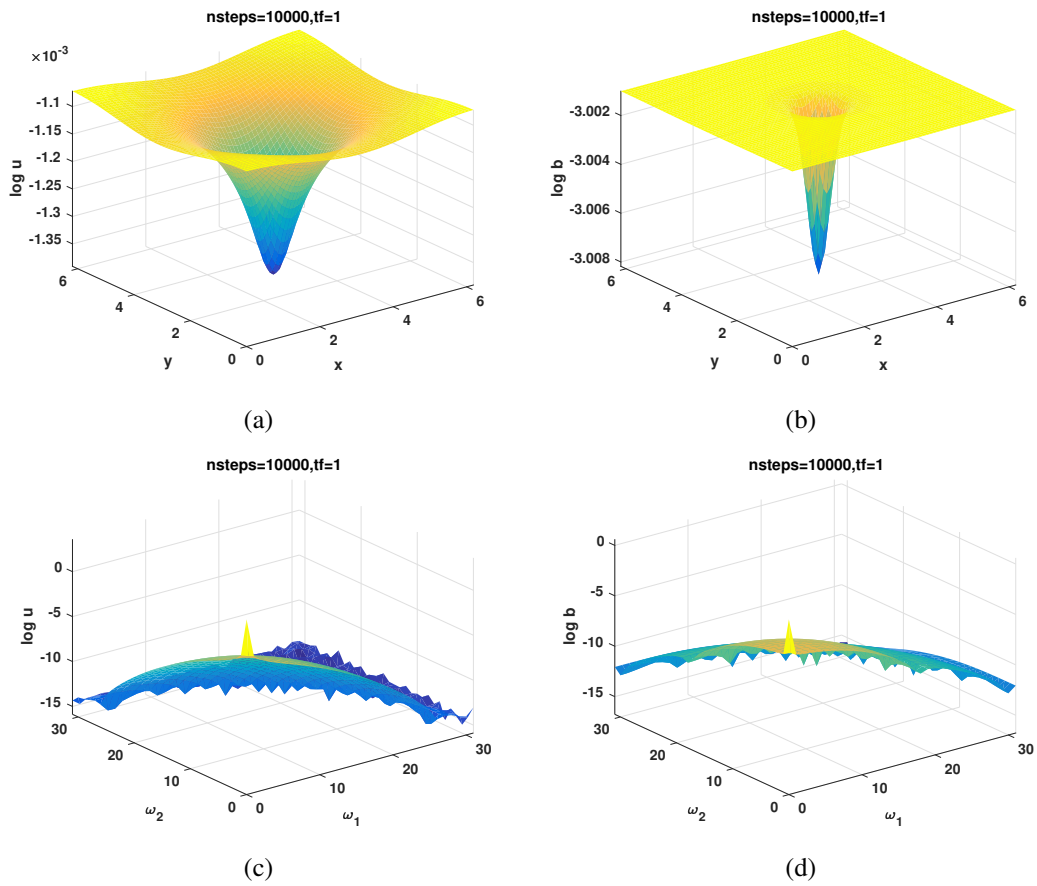 nsteps=10000,tf=1
×10⁻³
-1.1
-1.15
-1.2
-1.25
-1.3
-1.35
log u
6
4
2
0
y
0
2
4
6
x
(a)
nsteps=10000,tf=1
-3.002
-3.004
-3.006
-3.008
log b
6
4
2
0
y
0
2
4
6
x
(b)
nsteps=10000,tf=1
0
-5
-10
-15
log u
30
20
10
0
ω₂
0
10
20
30
ω₁
(c)
nsteps=10000,tf=1
0
-5
-10
-15
log b
30
20
10
0
ω₂
0
10
20
30
ω₁
(d)